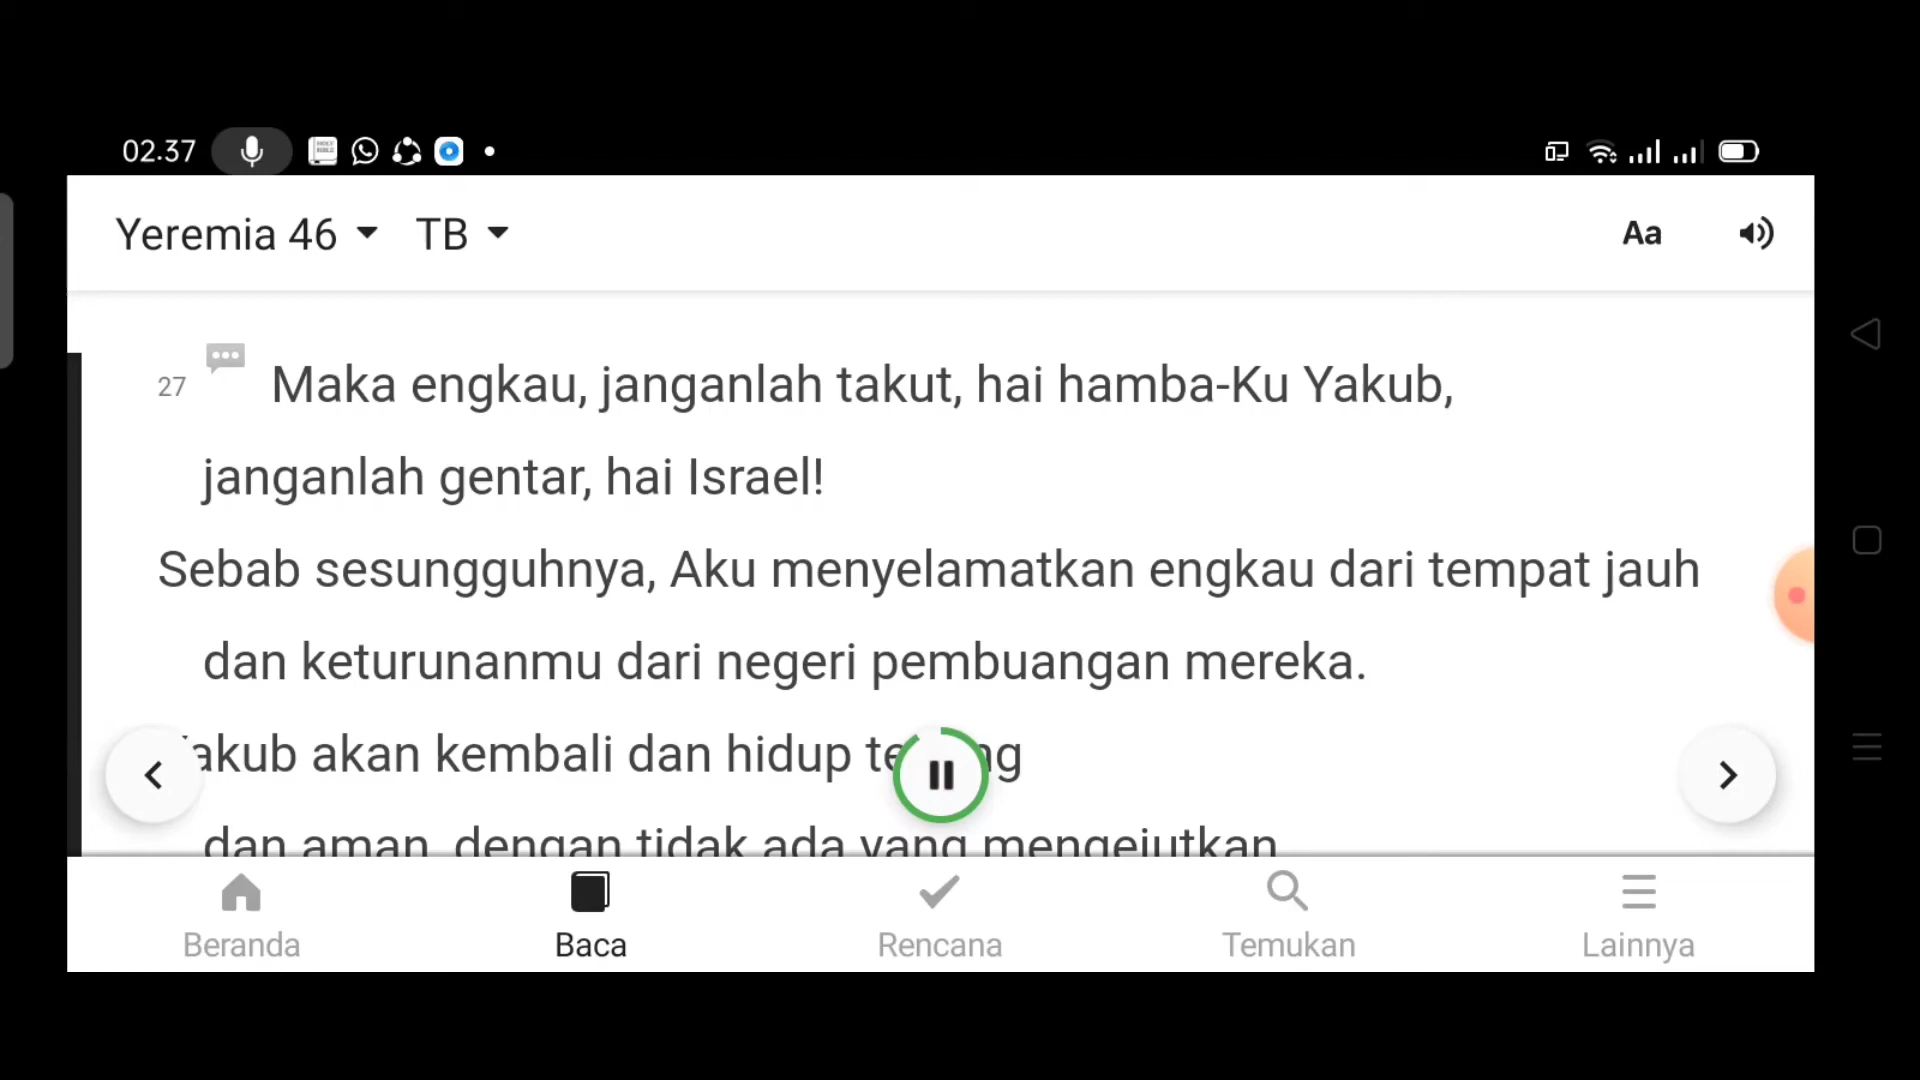 02.37
Yeremia 46 TB Aa
27 Maka engkau, janganlah takut, hai hamba-Ku Yakub,
janganlah gentar, hai Israel!
Sebab sesungguhnya, Aku menyelamatkan engkau dari tempat jauh
dan keturunanmu dari negeri pembuangan mereka.
akub akan kembali dan hidup te ng
dan aman, dengan tidak ada yang mengejutkan
Beranda Baca Rencana Temukan Lainnya